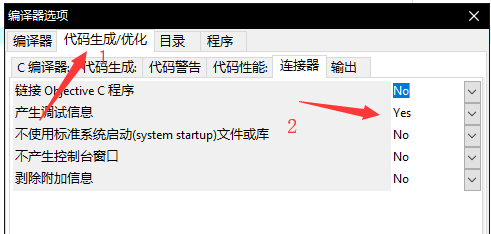 编译器选项
编译器 代码生成/优化 目录 程序
1
C 编译器: 代码生成: 代码警告 代码性能: 连接器 输出
链接 Objective C 程序 No
产生调试信息 Yes
2
不使用标准系统启动(system startup)文件或库 No
不产生控制台窗口 No
剥除附加信息 No